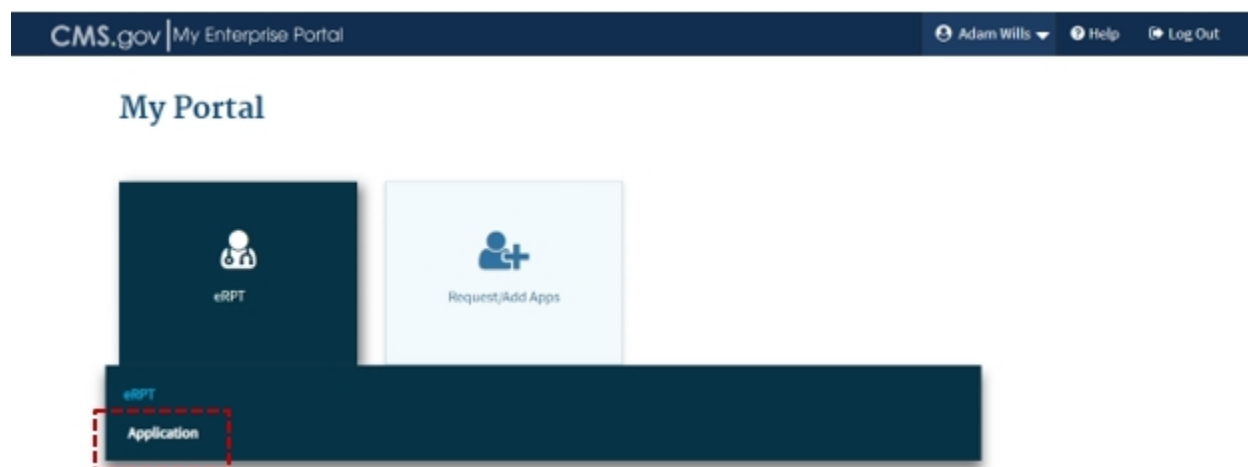 CMS.gov My Enterprise Portal Adam Wills Help Log Out
My Portal
eRPT Request/Add Apps
eRPT
Application